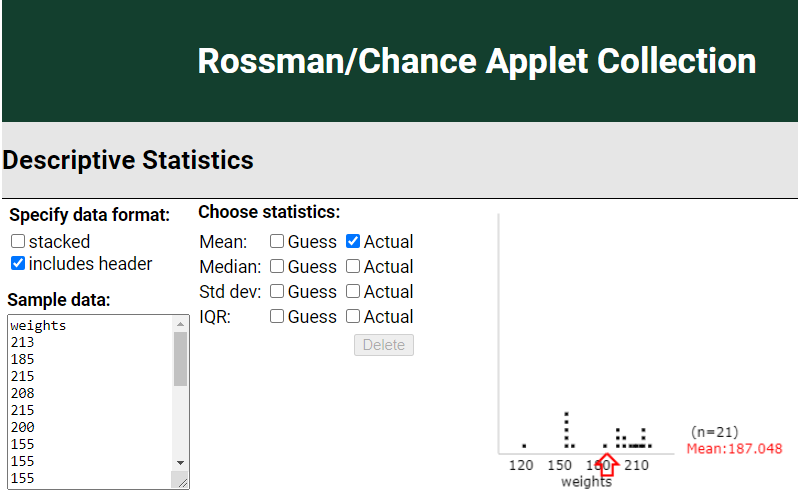 Rossman/Chance Applet Collection
Descriptive Statistics
Specify data format:
stacked
includes header
Sample data:
weights
213
185
215
208
215
200
155
155
155
Choose statistics:
Mean: Guess Actual
Median: Guess Actual
Std dev: Guess Actual
IQR: Guess Actual
Delete
(n=21)
Mean:187.048
120 150 180 210
weights